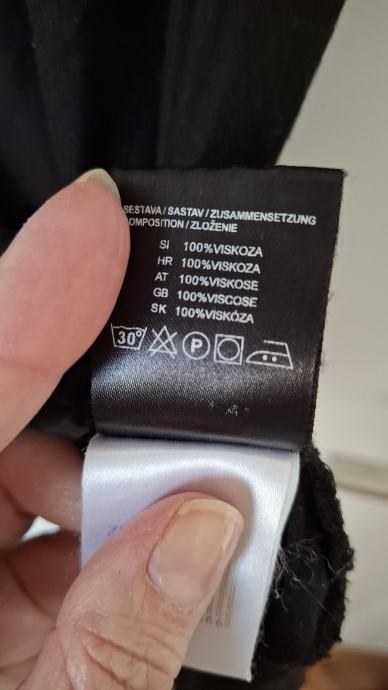 SESTAVA / SASTAV / ZUSAMMENSETZUNG
OMPOSITION / ZLOŽENIE
SI 100%VISKOZA
HR 100%VISKOZA
AT 100%VISKOSE
GB 100%VISCOSE
SK 100%VISKÓZA
30°
P